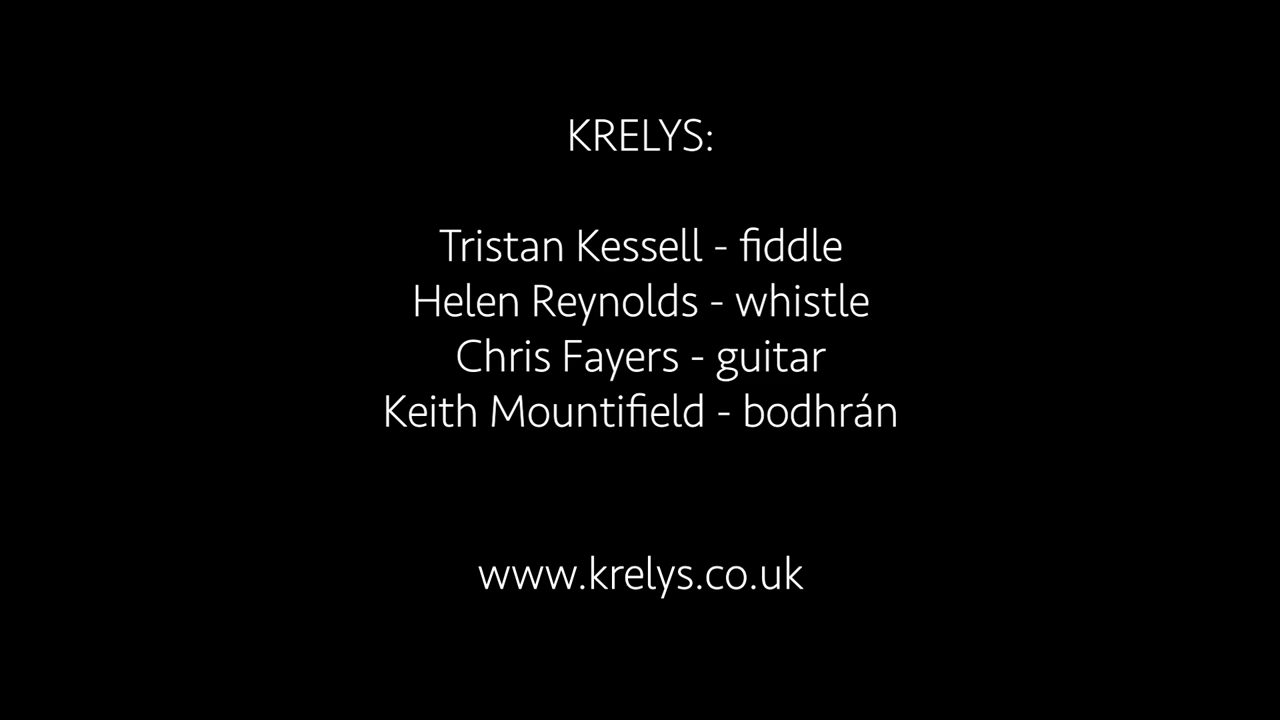 KRELYS:
Tristan Kessell - fiddle
Helen Reynolds - whistle
Chris Fayers - guitar
Keith Mountifield - bodhrán
www.krelys.co.uk